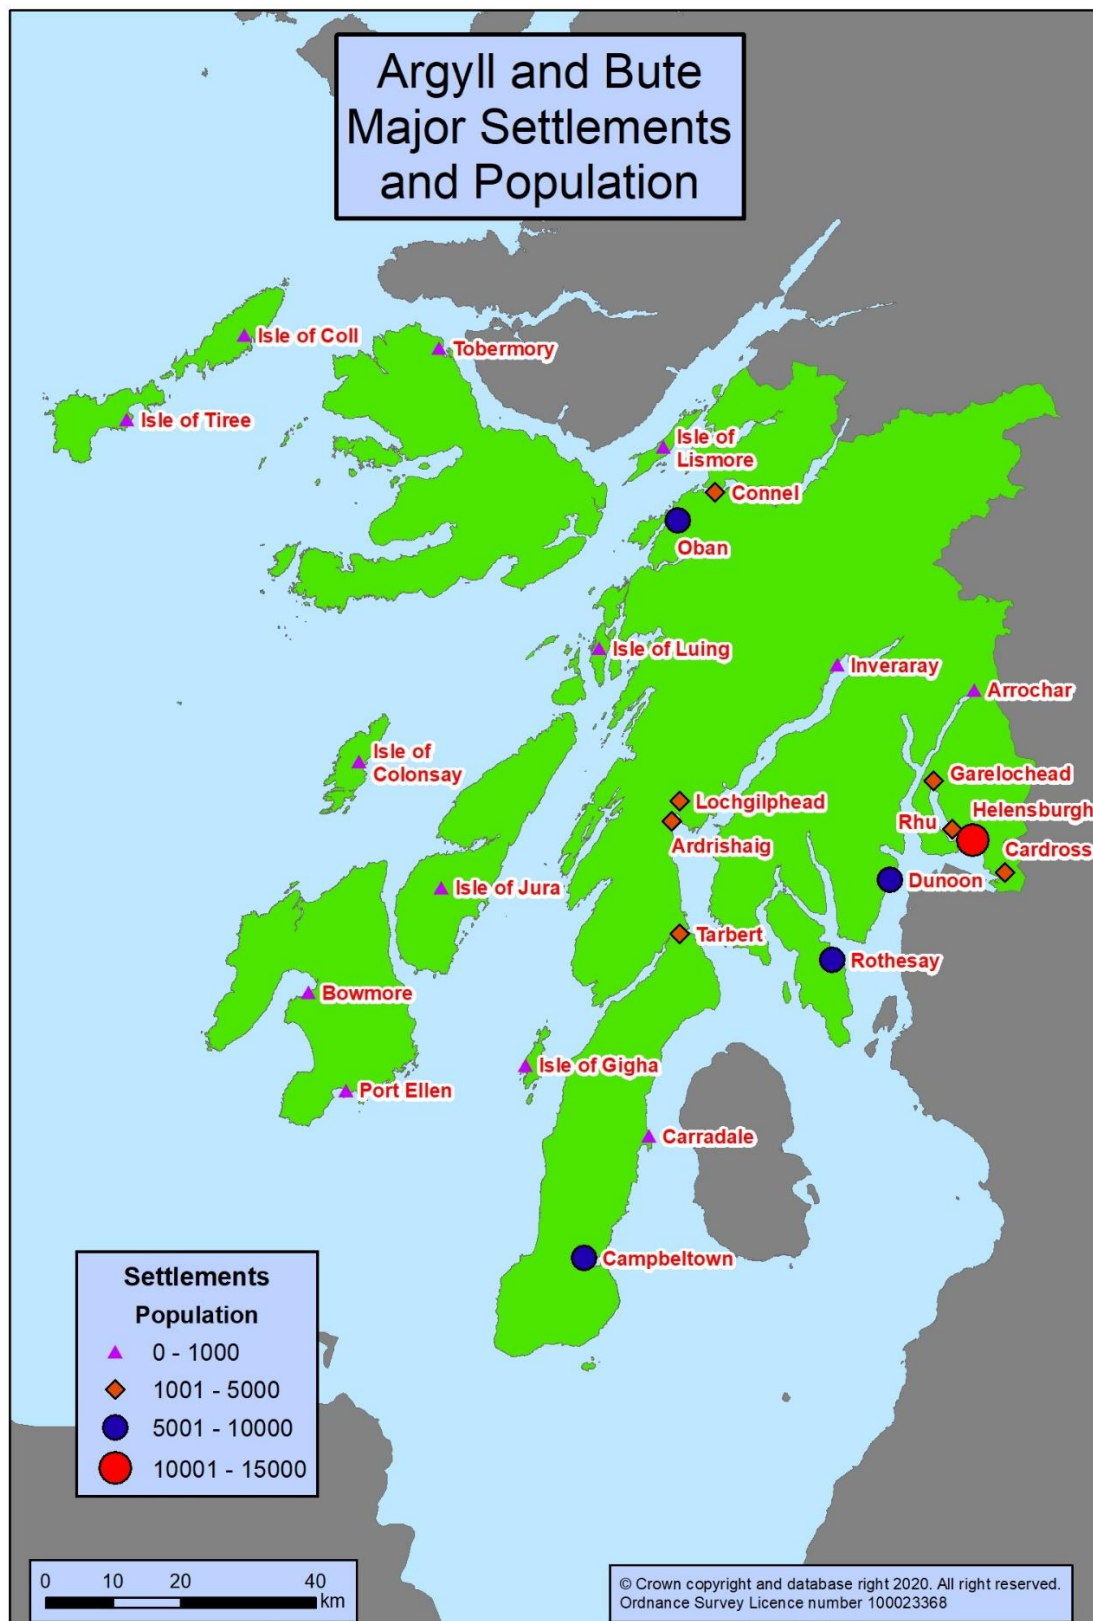 Argyll and Bute
Major Settlements
and Population
Isle of Coll
Tobermory
Isle of Tiree
Isle of
Lismore
Connel
Oban
Isle of Luing
Inveraray
Arrochar
Isle of
Colonsay
Garelochead
Lochgilphead
Helensburgh
Rhu
Ardrishaig
Cardross
Isle of Jura
Dunoon
Tarbert
Rothesay
Bowmore
Isle of Gigha
Port Ellen
Carradale
Campbeltown
Settlements
Population
0 - 1000
1001 - 5000
5001 - 10000
10001 - 15000
0 10 20 40
km
© Crown copyright and database right 2020. All right reserved.
Ordnance Survey Licence number 100023368